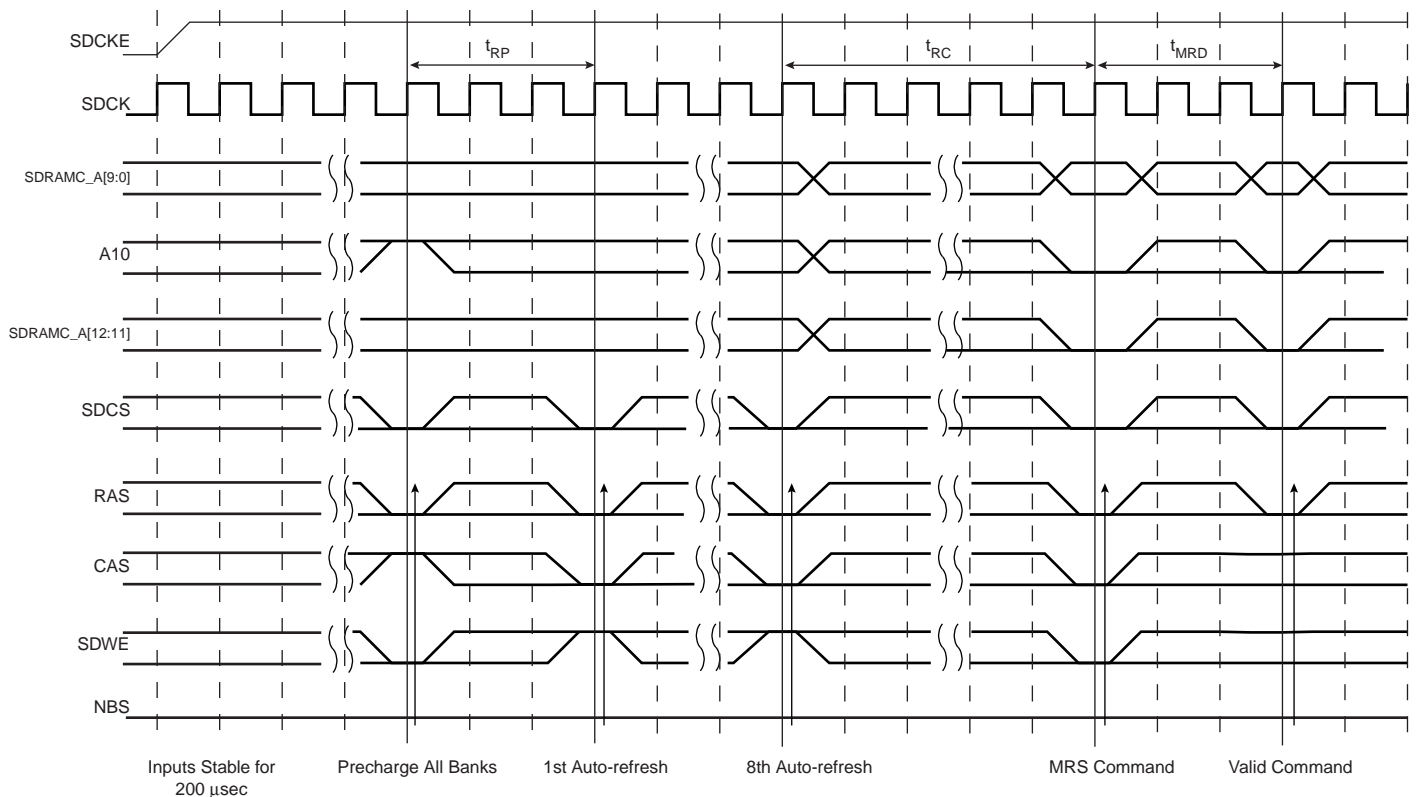 SDCKE
tRP
tRC
tMRD
SDCK
SDRAMC_A[9:0]
A10
SDRAMC_A[12:11]
SDCS
RAS
CAS
SDWE
NBS
Inputs Stable for
200 μsec
Precharge All Banks
1st Auto-refresh
8th Auto-refresh
MRS Command
Valid Command